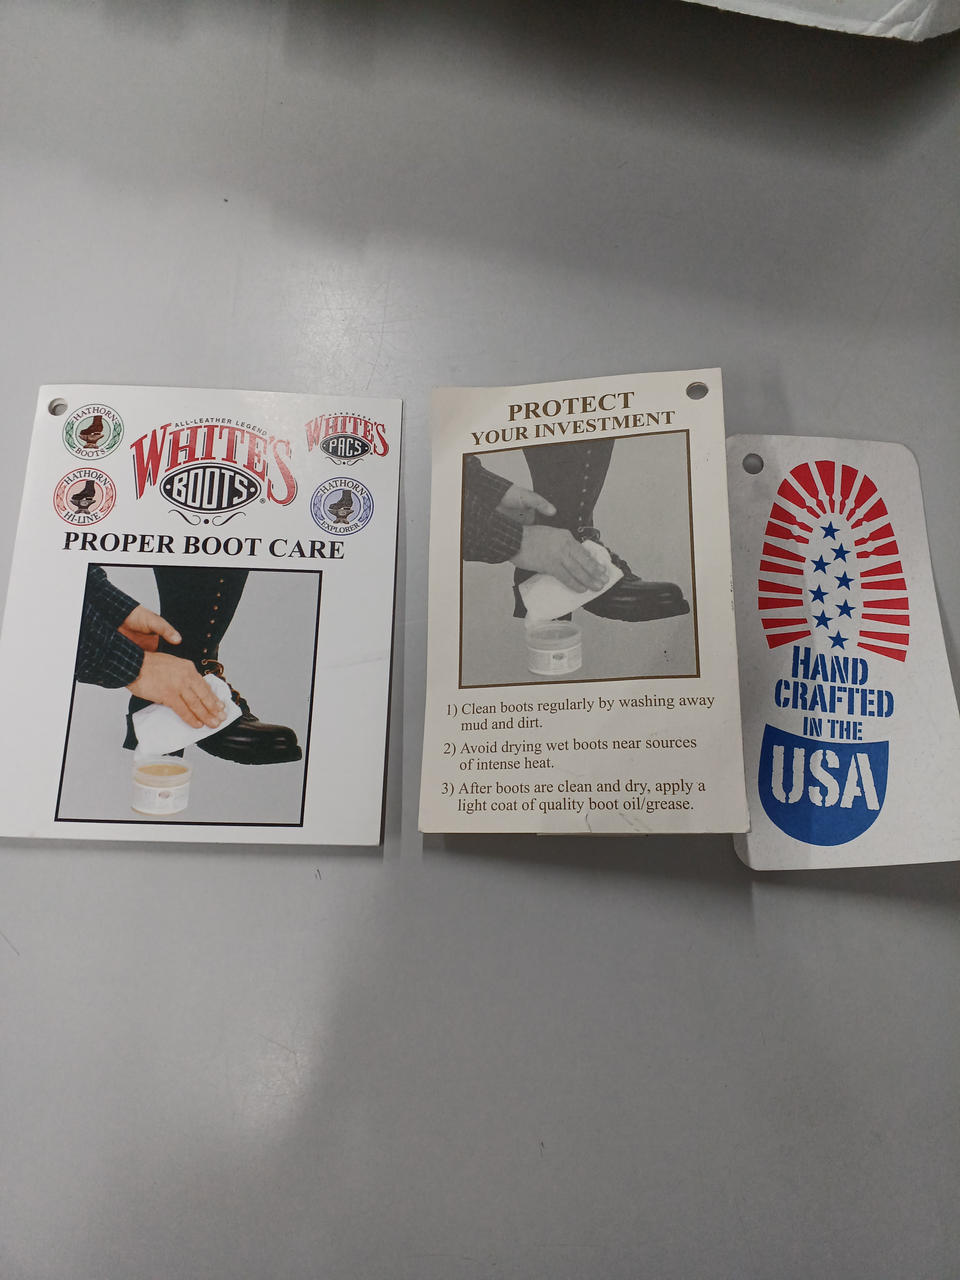 HATHORN
BOOTS
ALL-LEATHER LEGEND
WHITE'S
BOOTS
®
HARDWARE
WHITE'S
PACS
HATHORN
HI-LINE
HATHORN
EXPLORER
PROPER BOOT CARE
PROTECT
YOUR INVESTMENT
1) Clean boots regularly by washing away
mud and dirt.
2) Avoid drying wet boots near sources
of intense heat.
3) After boots are clean and dry, apply a
light coat of quality boot oil/grease.
HAND
CRAFTED
IN THE
USA